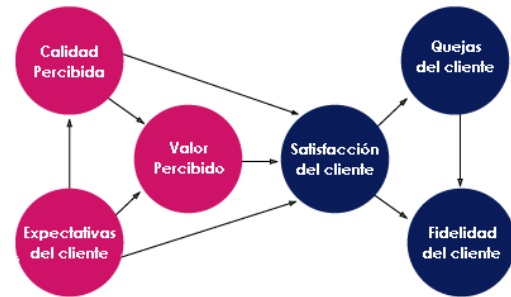 Calidad
Percibida
Quejas
del cliente
Valor
Percibido
Satisfacción
del cliente
Expectativas
del cliente
Fidelidad
del cliente